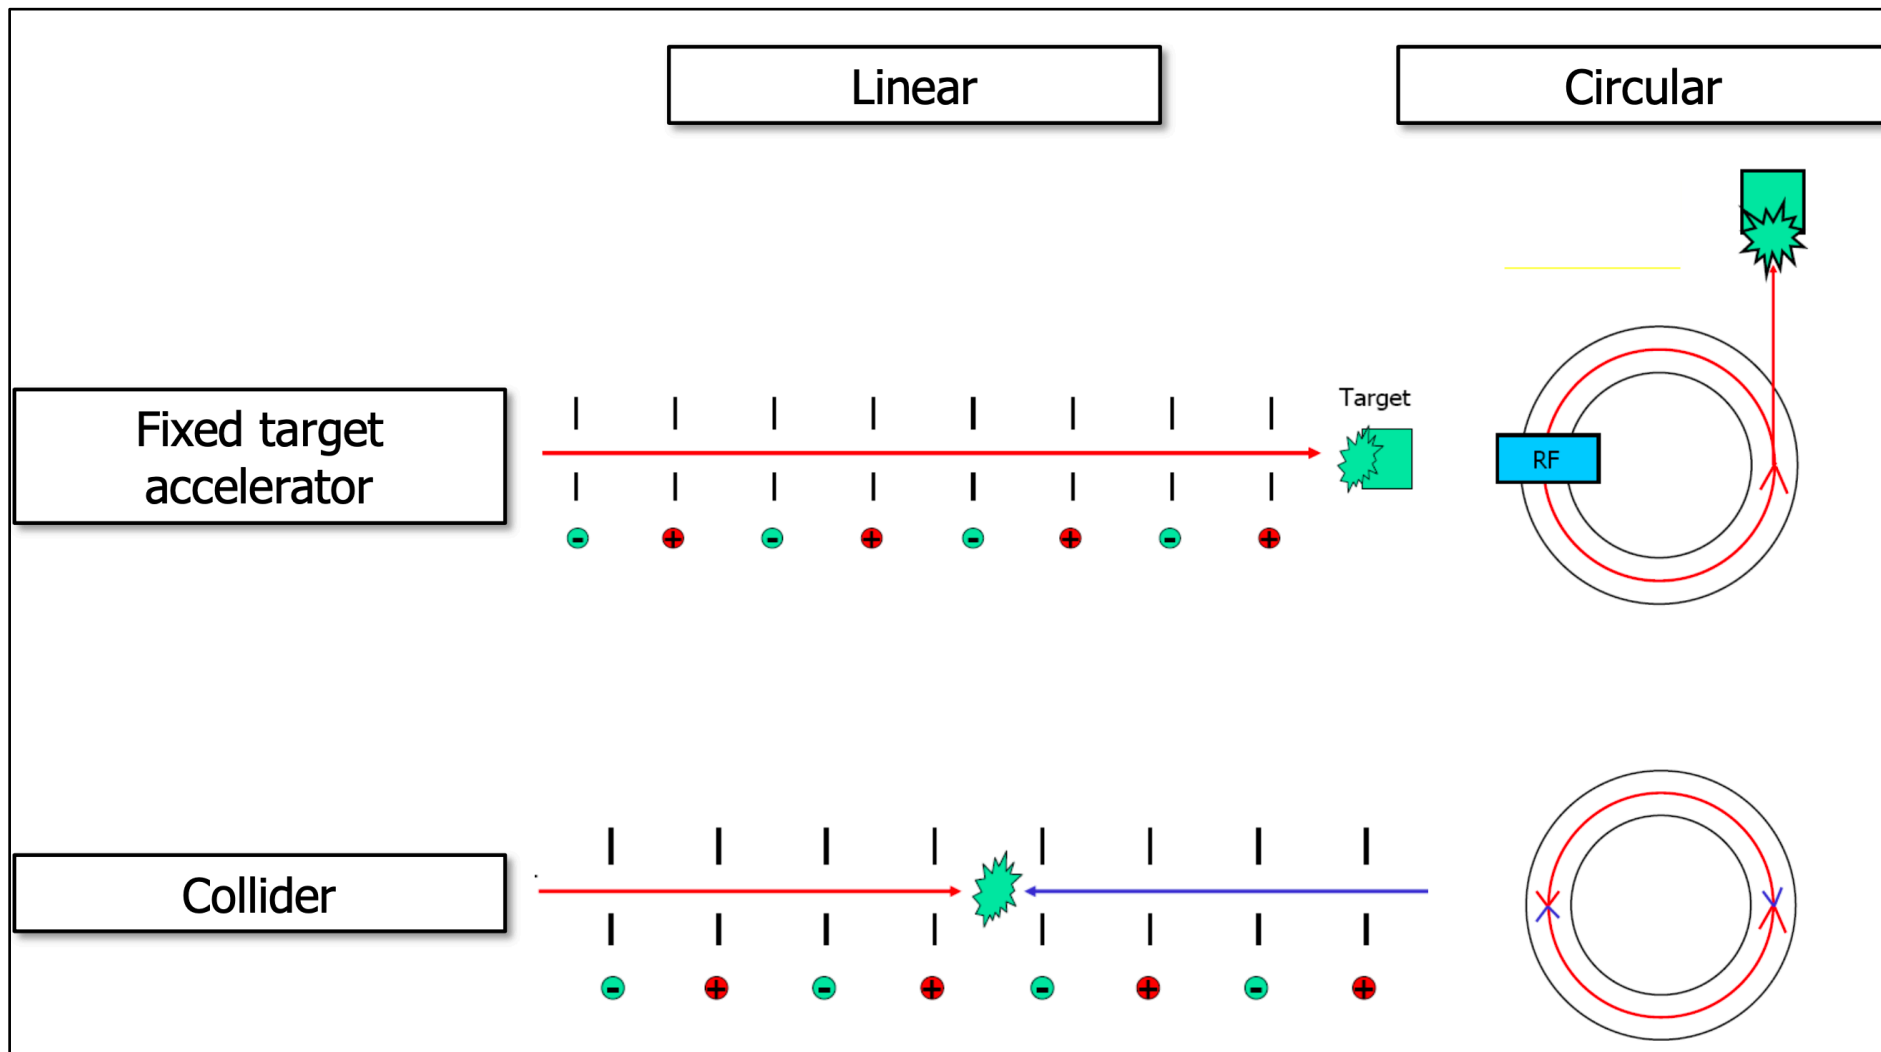 Linear
Circular
Fixed target
accelerator
Target
RF
- + - + - + - +
Collider
- + - + - + - +